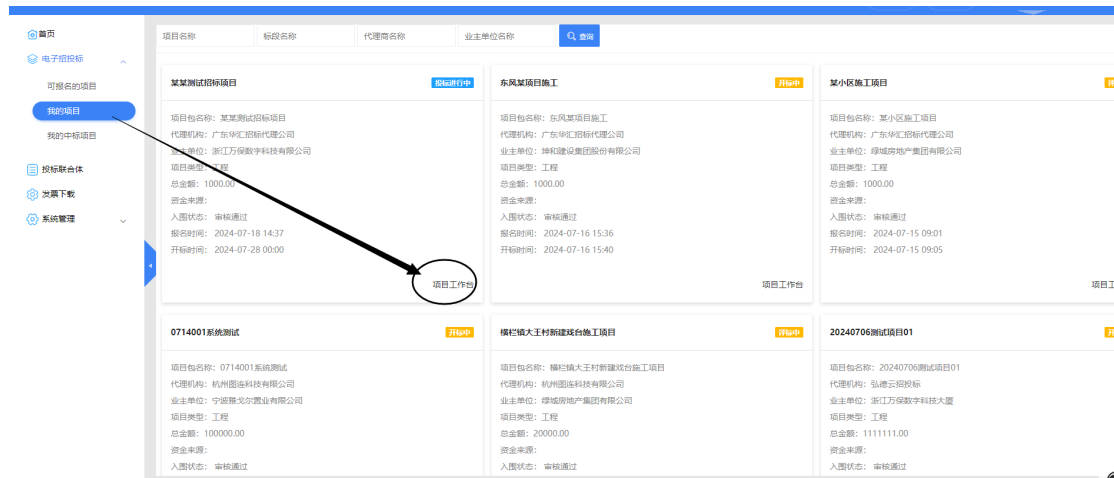 首页
电子招投标
可报名的项目
我的项目
我的中标项目
投标联合体
发票下载
系统管理
项目名称 标段名称 代理商名称 业主单位名称 查询
某某测试招标项目 投标进行中
项目包名称：某某测试招标项目
代理机构：广东华汇招标代理公司
业主单位：浙江万保数字科技有限公司
项目类型：工程
总金额：1000.00
资金来源：
入围状态： 审核通过
报名时间： 2024-07-18 14:37
开标时间： 2024-07-28 00:00
项目工作台
东风某项目施工 开标中
项目包名称：东风某项目施工
代理机构：广东华汇招标代理公司
业主单位：坤和建设集团股份有限公司
项目类型：工程
总金额：1000.00
资金来源：
入围状态： 审核通过
报名时间： 2024-07-16 15:36
开标时间： 2024-07-16 15:40
项目工作台
某小区施工项目
项目包名称：某小区施工项目
代理机构：广东华汇招标代理公司
业主单位：绿城房地产集团有限公司
项目类型：工程
总金额：1000.00
资金来源：
入围状态： 审核通过
报名时间： 2024-07-15 09:01
开标时间： 2024-07-15 09:05
项目工
0714001系统测试 开标中
项目包名称：0714001系统测试
代理机构：杭州图连科技有限公司
业主单位：宁波雅戈尔置业有限公司
项目类型：工程
总金额：100000.00
资金来源：
入围状态： 审核通过
横栏镇大王村新建戏台施工项目 评标中
项目包名称：横栏镇大王村新建戏台施工项目
代理机构：杭州图连科技有限公司
业主单位：绿城房地产集团有限公司
项目类型：工程
总金额：20000.00
资金来源：
入围状态： 审核通过
20240706测试项目01
项目包名称：20240706测试项目01
代理机构：弘德云招投标
业主单位：浙江万保数字科技大厦
项目类型：工程
总金额：1111111.00
资金来源：
入围状态： 审核通过